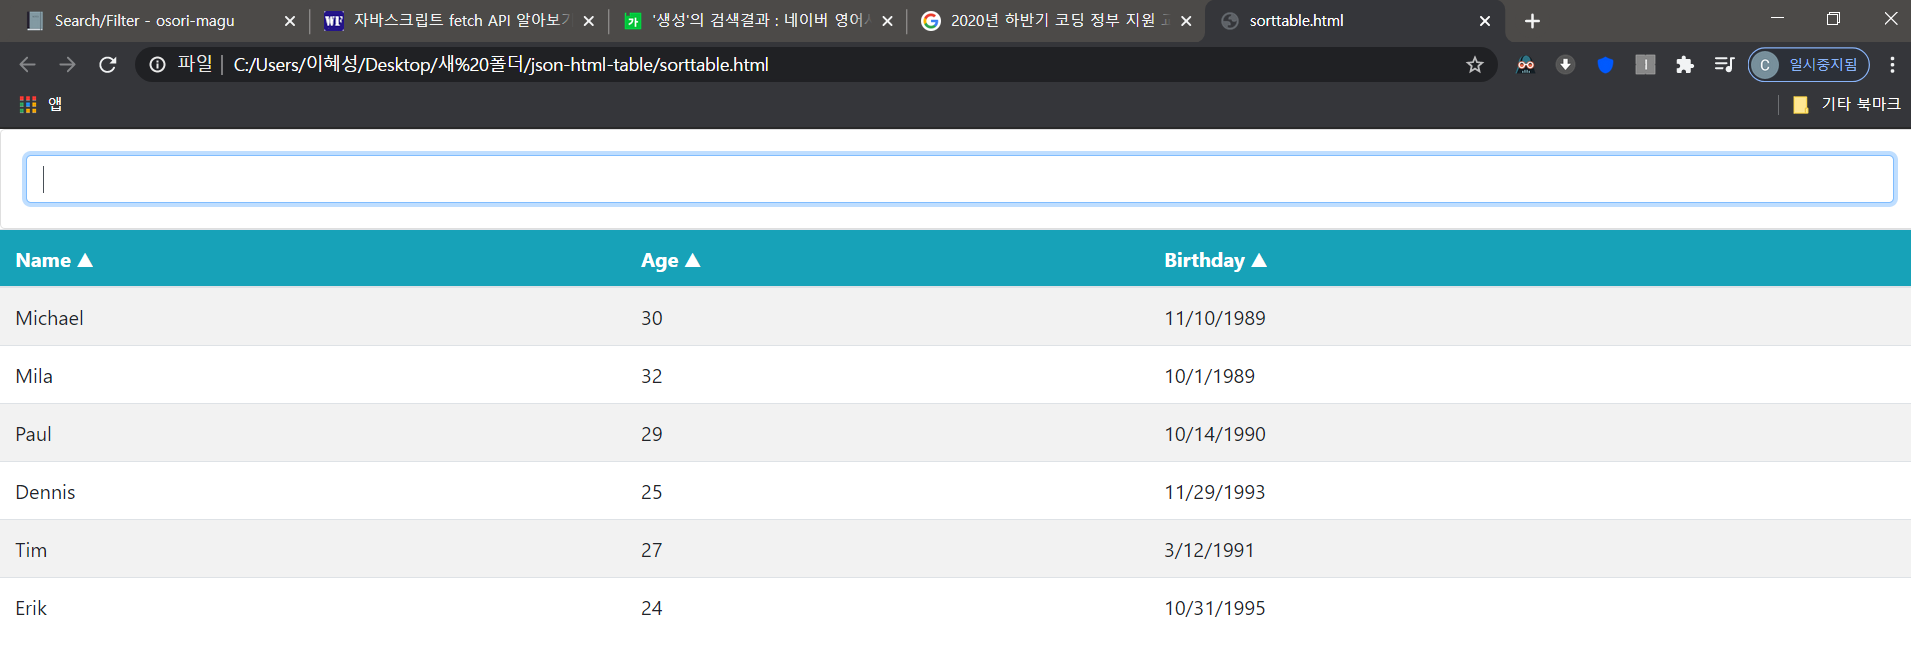 Search/Filter - osori-magu
WF 자바스크립트 fetch API 알아보기
가 '생성'의 검색결과 : 네이버 영어
G 2020년 하반기 코딩 정부 지원
sorttable.html
파일 C:/Users/이혜성/Desktop/새%20폴더/json-html-table/sorttable.html
C 일시중지됨
앱
기타 북마크
Name ▲ Age ▲ Birthday ▲
Michael 30 11/10/1989
Mila 32 10/1/1989
Paul 29 10/14/1990
Dennis 25 11/29/1993
Tim 27 3/12/1991
Erik 24 10/31/1995